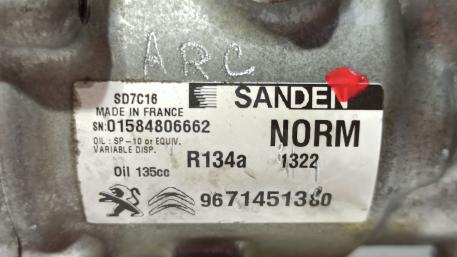 ARC
SD7C16
SANDEN
MADE IN FRANCE
SN:01584806662
NORM
OIL : SP-10 or EQUIV.
VARIABLE DISP.
R134a
1322
Oil 135cc
9671451380